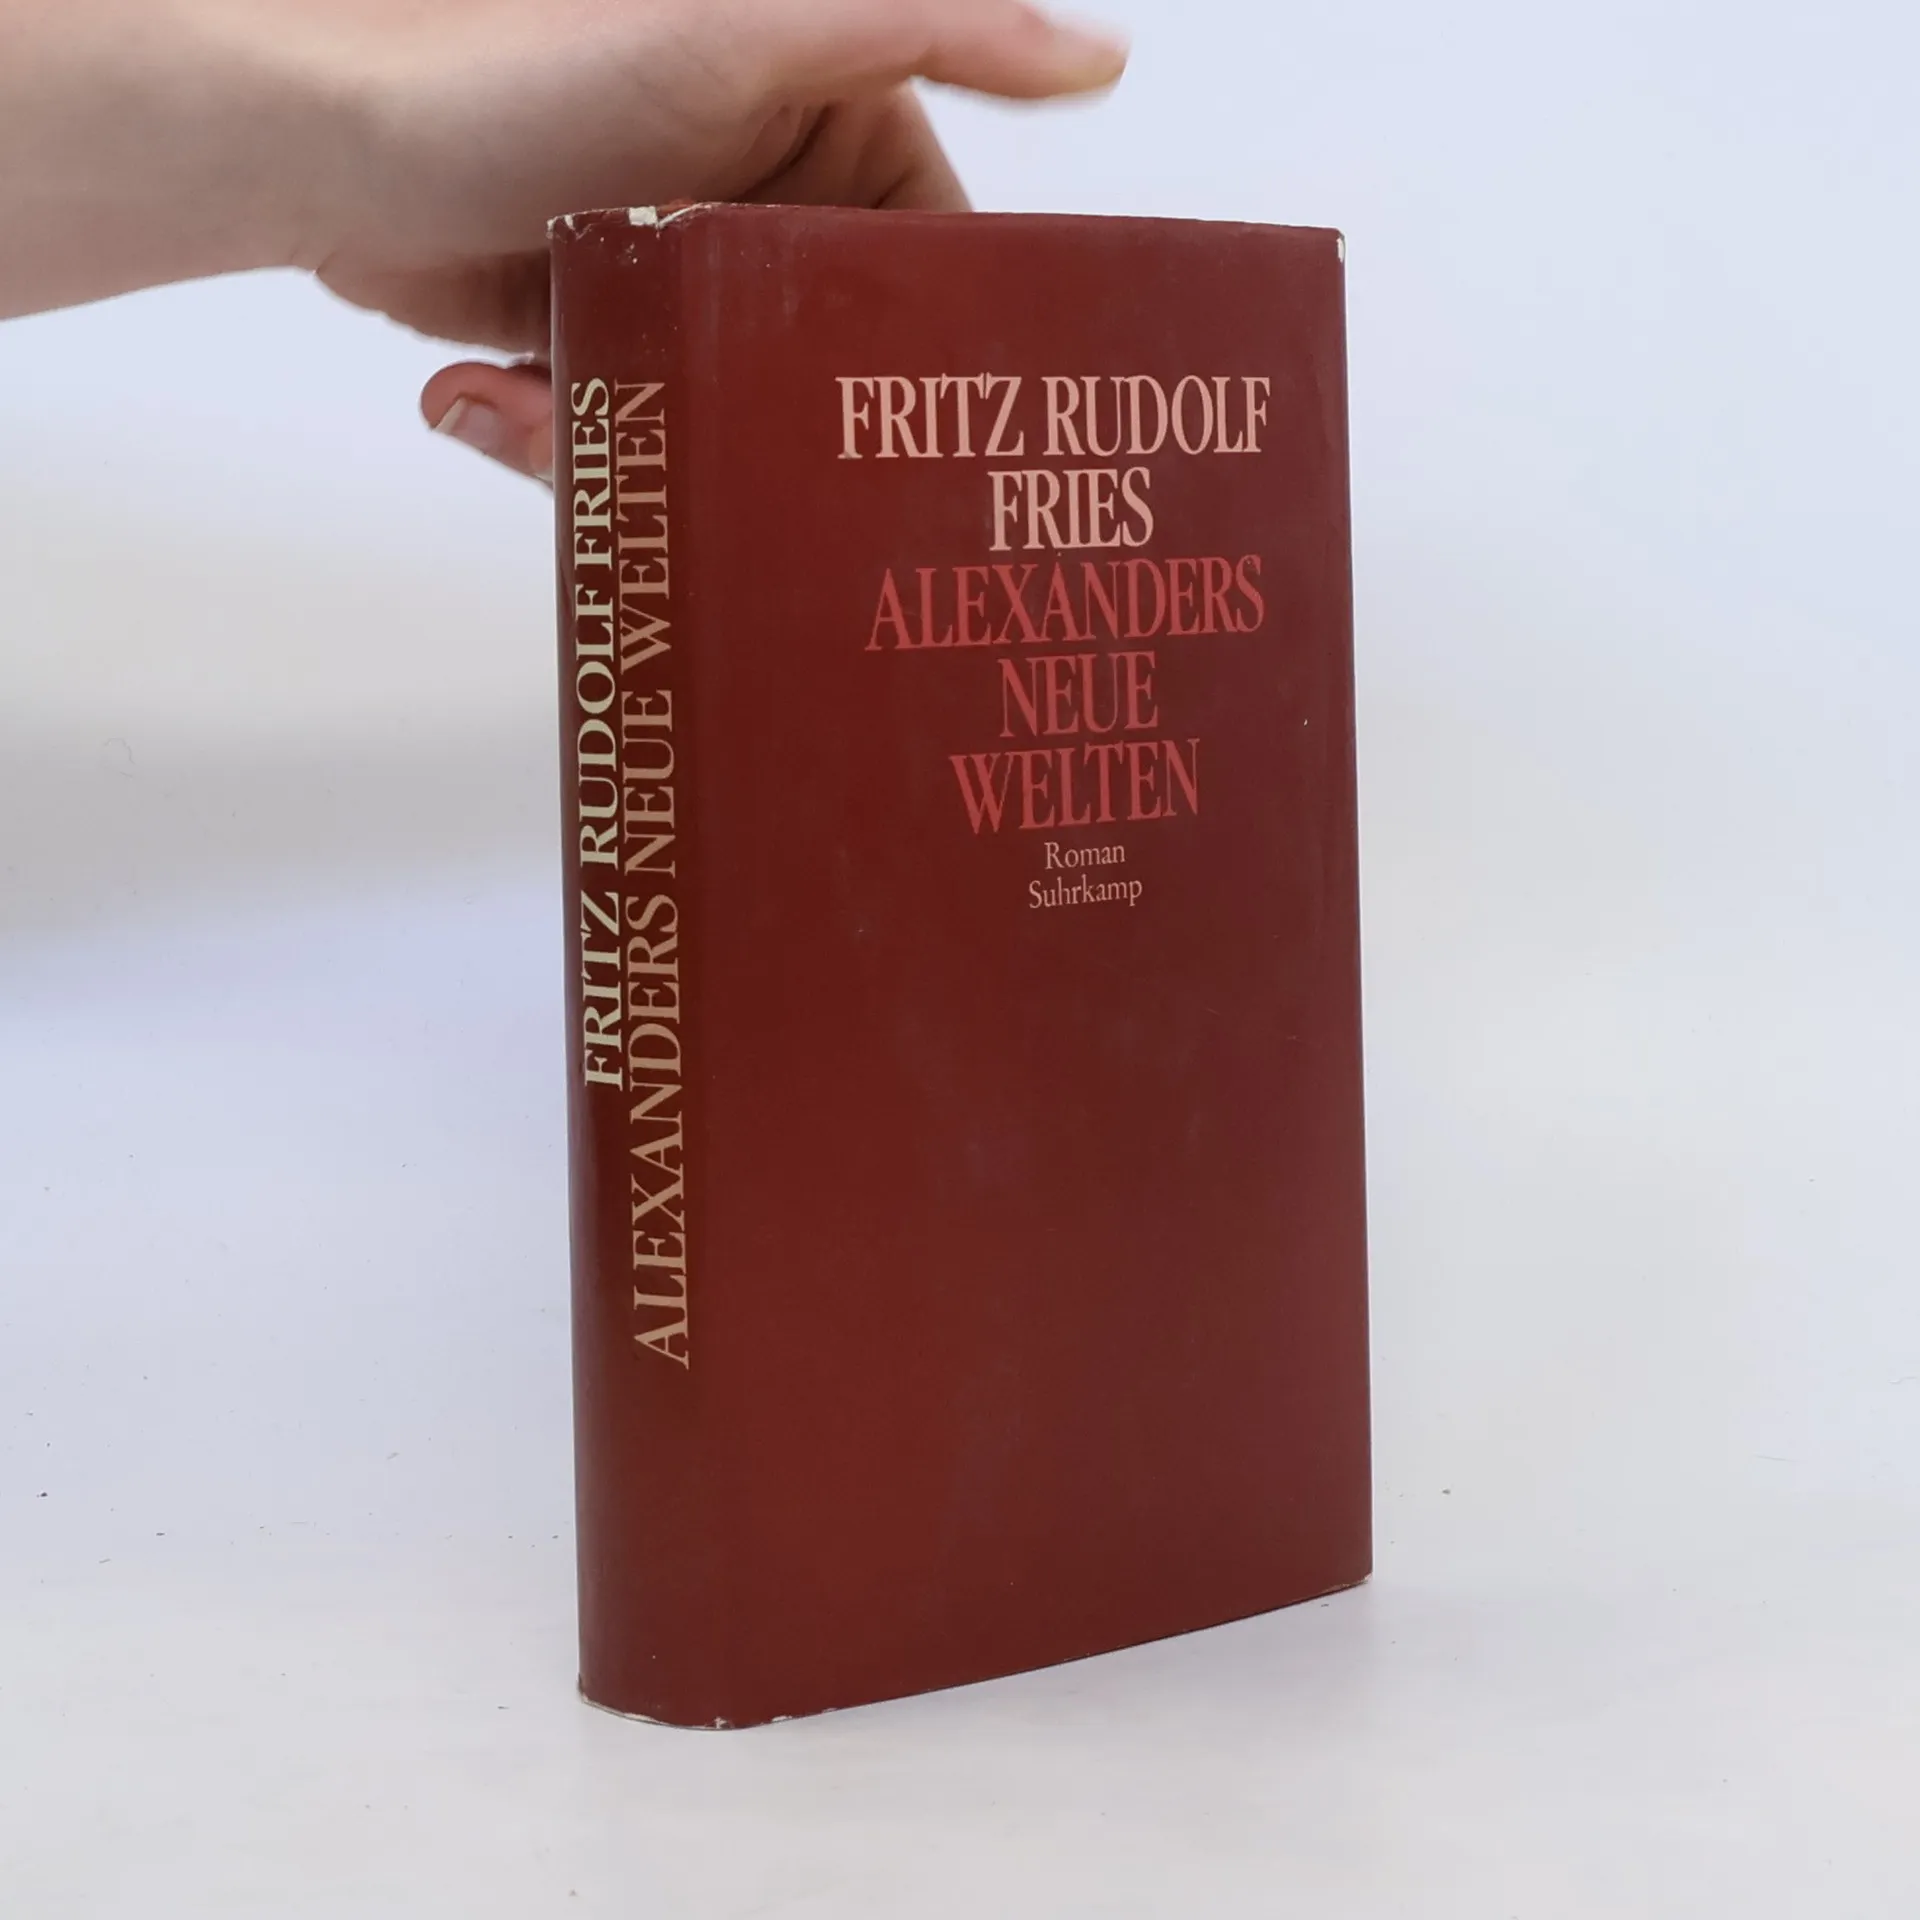 FRITZ RUDOLF FRIES
ALEXANDERS NEUE WELTEN
FRITZ RUDOLF
FRIES
ALEXANDERS
NEUE
WELTEN
Roman
Suhrkamp